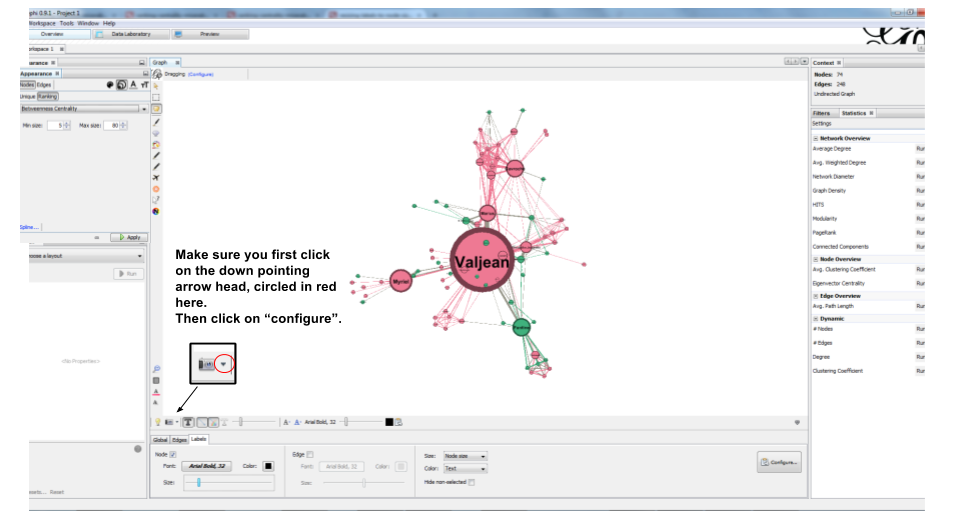 phi 0.9.1 - Project 1
Workspace Tools Window Help
Overview
Data Laboratory
Preview
orkspace 1
earance
Appearance
Nodes Edges
Unique Ranking
Betweenness Centrality
Min size: 5 Max size: 80
Spline...
Apply
hoose a layout
Run
<No Properties>
Presets... Reset
Graph
Dragging (Configure)
Valjean
Myriel
Make sure you first click
on the down pointing
arrow head, circled in red
here.
Then click on “configure”.
A- A- Arial Bold, 32
Global Edges Labels
Node
Font: Arial Bold, 32 Color:
Size:
Edge
Font: Arial Bold, 32 Color:
Size:
Size: Node size
Color: Text
Hide non-selected
Configure...
Context
Nodes: 74
Edges: 248
Undirected Graph
Filters Statistics
Settings
Network Overview
Average Degree Run
Avg. Weighted Degree Run
Network Diameter Run
Graph Density Run
HITS Run
Modularity Run
PageRank Run
Connected Components Run
Node Overview
Avg. Clustering Coefficient Run
Eigenvector Centrality Run
Edge Overview
Avg. Path Length Run
Dynamic
# Nodes Run
# Edges Run
Degree Run
Clustering Coefficient Run